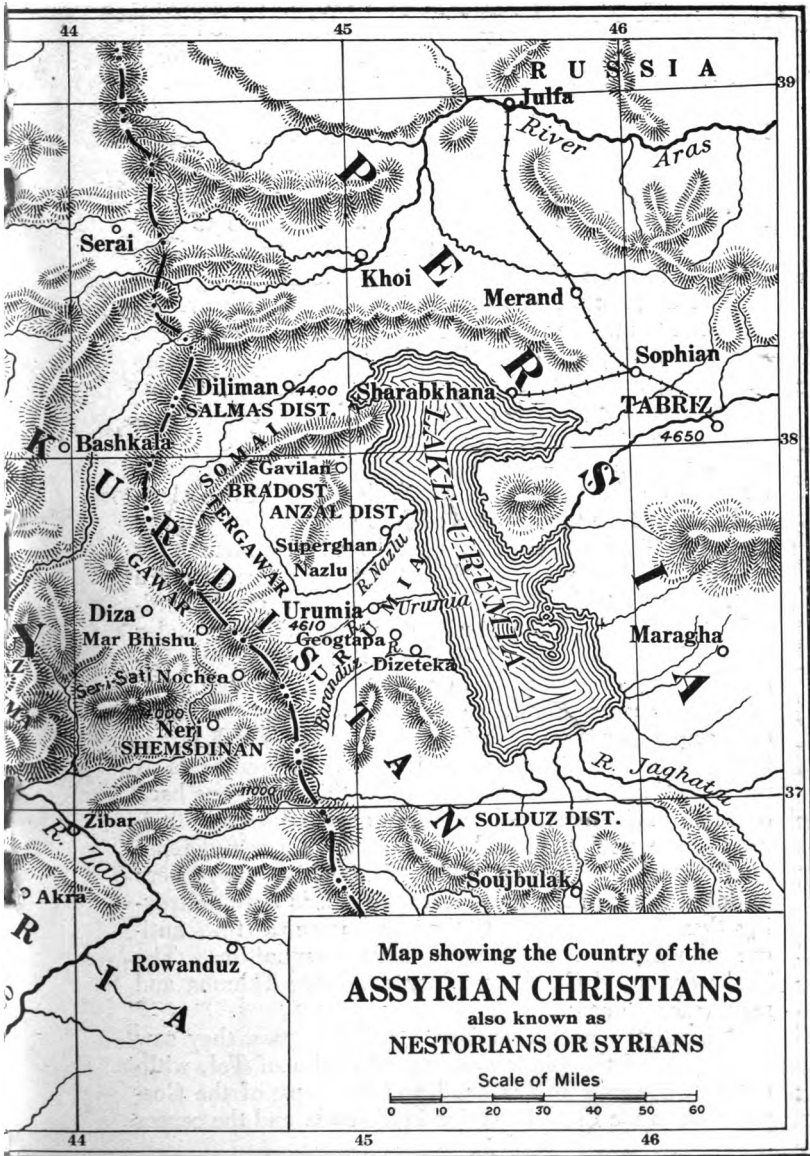 44 45 46
RUSSIA
39
Julfa
River Aras
PERSIA
Serai
Khoi
Merand
Sophian
Diliman 4400
SALMAS DIST.
Sharabkhana
TABRIZ
4650
38
Bashkala
KURDISTAN
SOMAI
Gavilan
BRADOST
ANZAL DIST.
TERGAWAR
LAKE URUMIA
Superghan
Nazlu
R. Nazlu
GAWAR
Diza
Urumia
R. Urumia
4610
URUMIA
Mar Bhishu
Geogtapa
Dizeteka
Maragha
Y
Z
MA
Ser. Sati Nochea
R. Baranduz
4000
Neri
SHEMSDINAN
R. Jaghatu
11000
37
Zibar
SOLDUZ DIST.
R. Zab
Soujbulak
Akra
RIA
Rowanduz
Map showing the Country of the
ASSYRIAN CHRISTIANS
also known as
NESTORIANS OR SYRIANS
Scale of Miles
0 10 20 30 40 50 60
44 45 46